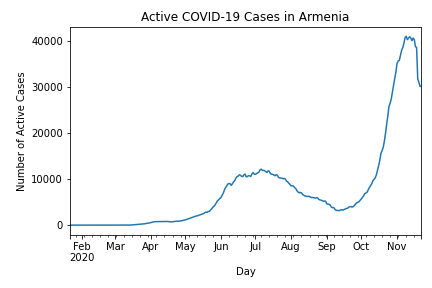 Active COVID-19 Cases in Armenia
Number of Active Cases
40000
30000
20000
10000
0
Feb Mar Apr May Jun Jul Aug Sep Oct Nov
2020
Day